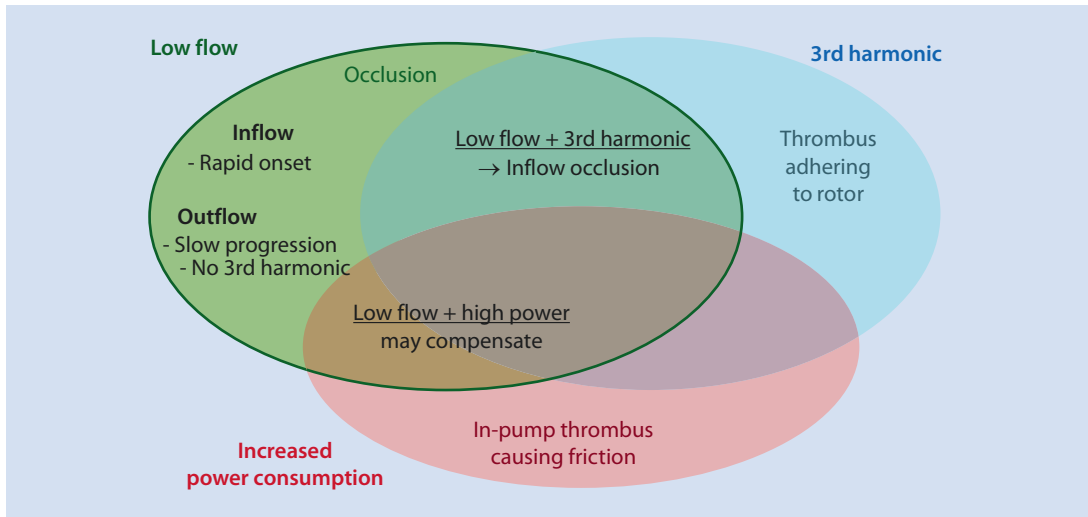 Low flow
Occlusion
3rd harmonic
Inflow
- Rapid onset
Low flow + 3rd harmonic
→ Inflow occlusion
Thrombus
adhering
to rotor
Outflow
- Slow progression
- No 3rd harmonic
Low flow + high power
may compensate
In-pump thrombus
causing friction
Increased
power consumption